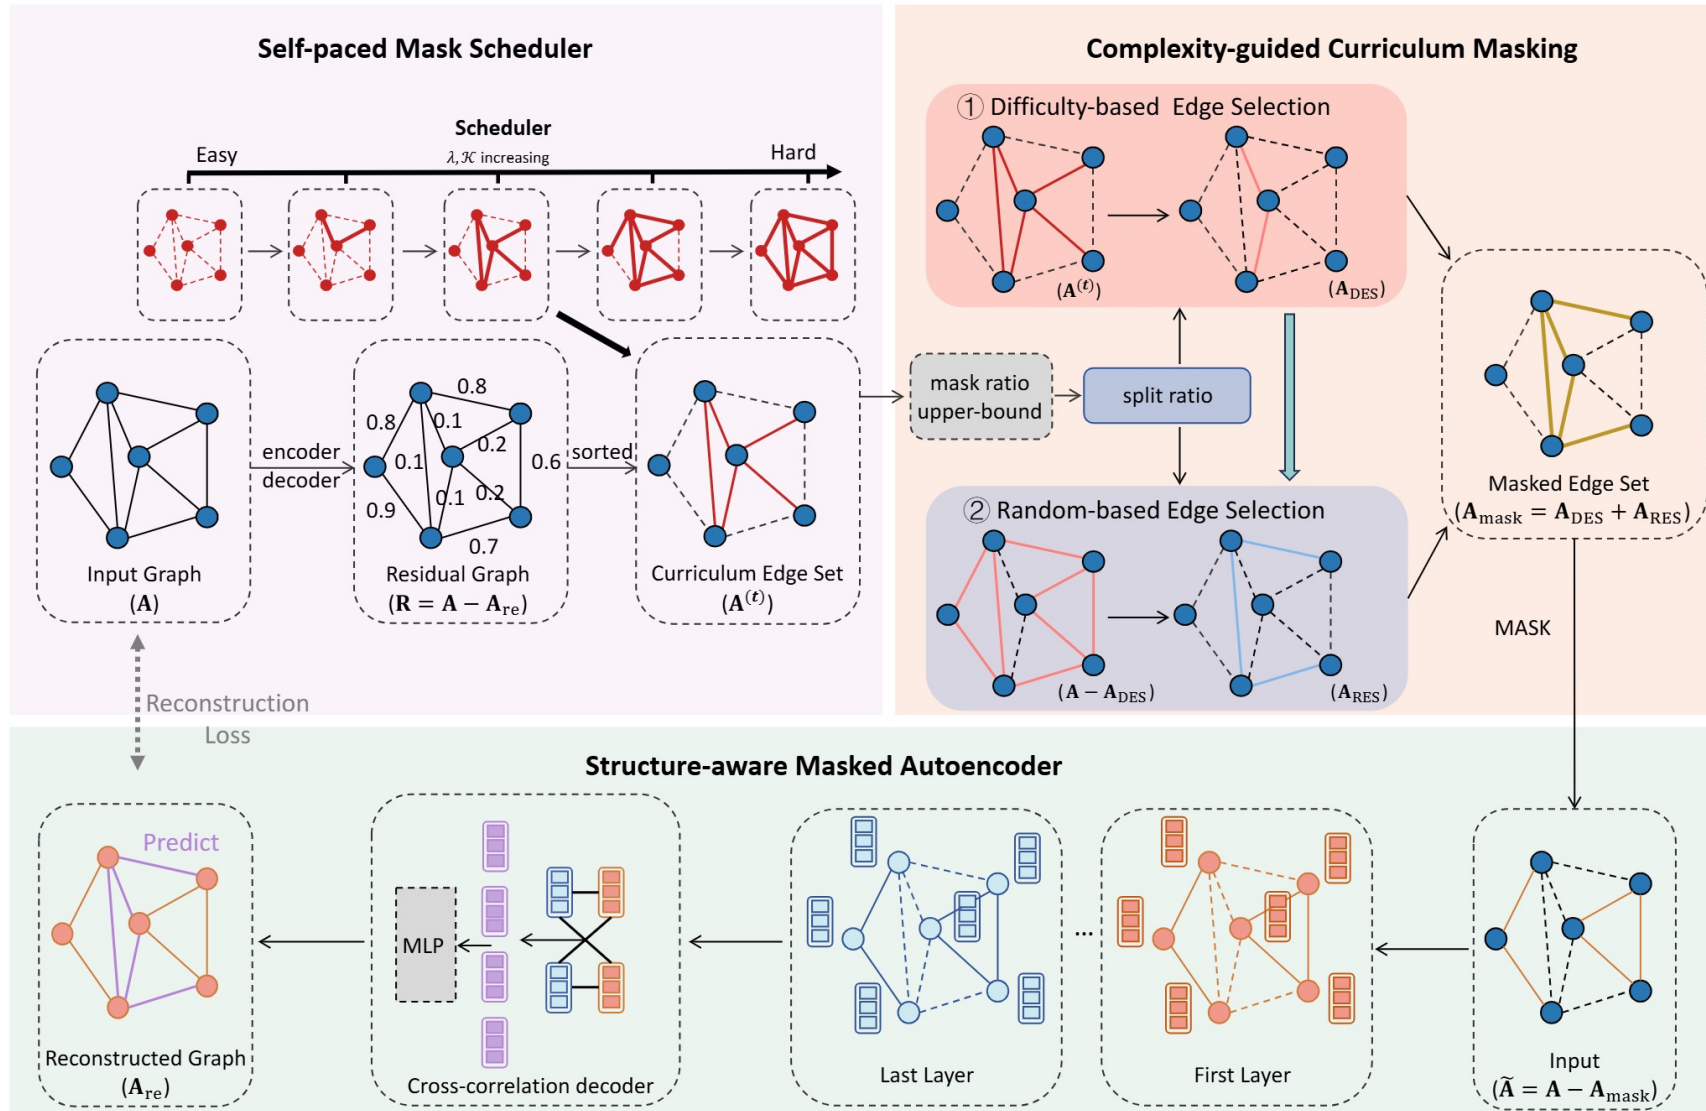 Self-paced Mask Scheduler
Scheduler
Easy
λ, 𝒦 increasing
Hard
0.8
0.8
0.1
0.2
0.1
0.6
0.1
0.2
0.9
0.7
encoder
decoder
sorted
Input Graph
(A)
Residual Graph
(R = A − A_re)
Curriculum Edge Set
(A^(t))
Reconstruction
Loss
Complexity-guided Curriculum Masking
① Difficulty-based Edge Selection
(A^(t))
(A_DES)
mask ratio
upper-bound
split ratio
② Random-based Edge Selection
(A − A_DES)
(A_RES)
Masked Edge Set
(A_mask = A_DES + A_RES)
MASK
Structure-aware Masked Autoencoder
Predict
Reconstructed Graph
(A_re)
MLP
Cross-correlation decoder
Last Layer
...
First Layer
Input
(Ã = A − A_mask)